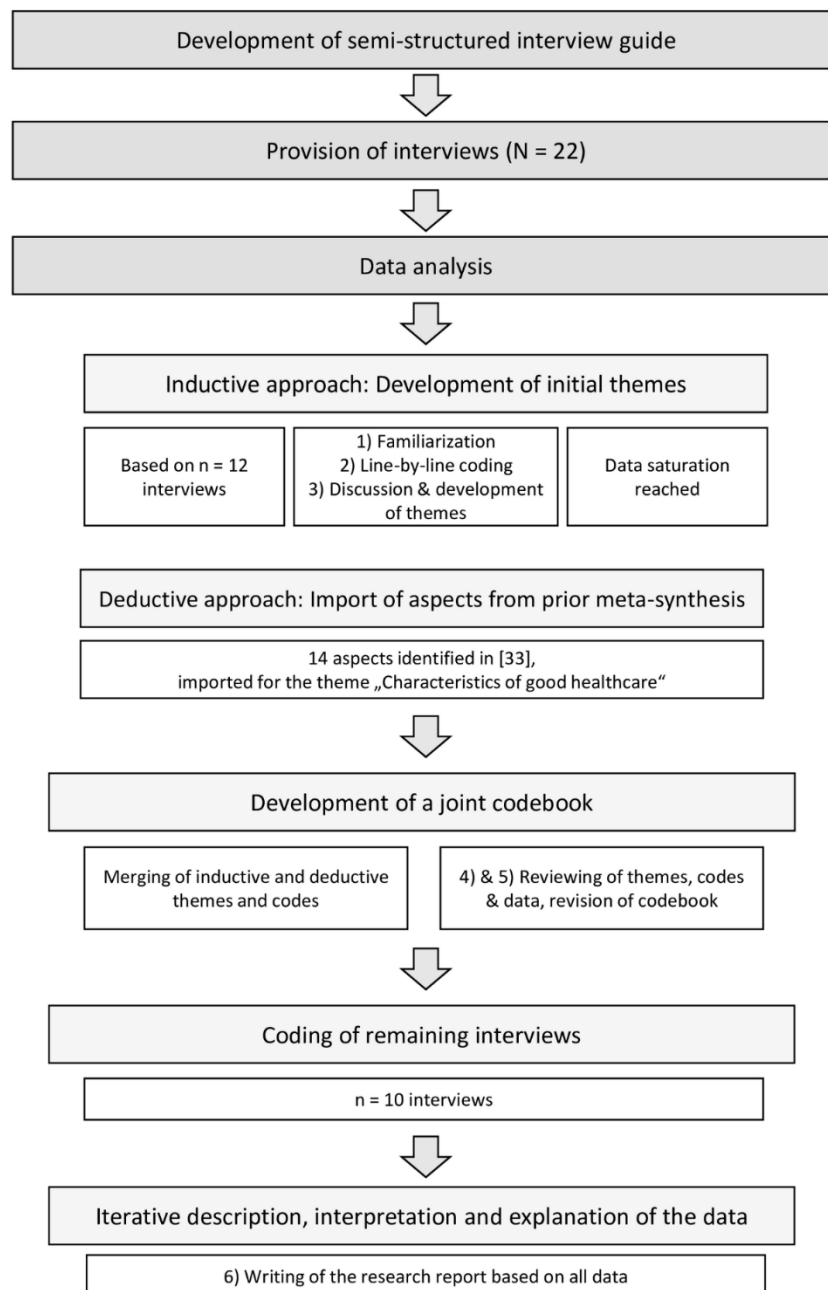 Development of semi-structured interview guide
Provision of interviews (N = 22)
Data analysis
Inductive approach: Development of initial themes
Based on n = 12
interviews
1) Familiarization
2) Line-by-line coding
3) Discussion & development
of themes
Data saturation
reached
Deductive approach: Import of aspects from prior meta-synthesis
14 aspects identified in [33],
imported for the theme „Characteristics of good healthcare“
Development of a joint codebook
Merging of inductive and deductive
themes and codes
4) & 5) Reviewing of themes, codes
& data, revision of codebook
Coding of remaining interviews
n = 10 interviews
Iterative description, interpretation and explanation of the data
6) Writing of the research report based on all data